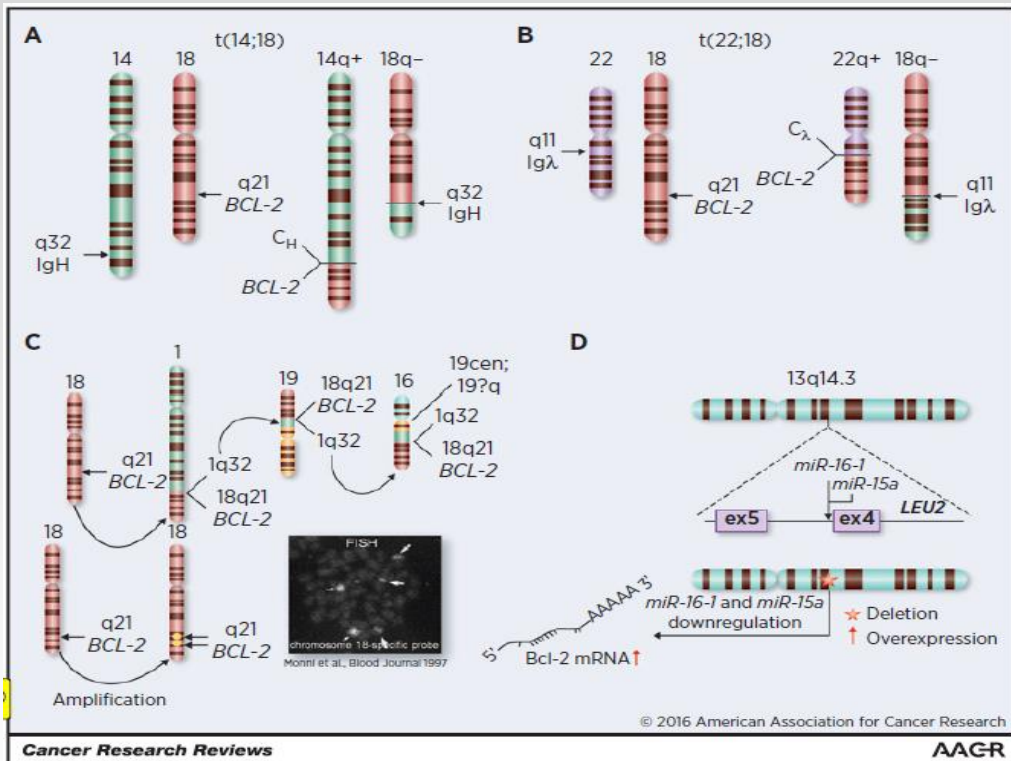 A
t(14;18)
14
18
14q+
18q−
q21
BCL-2
q32
IgH
q32
IgH
CH
BCL-2
B
t(22;18)
22
18
22q+
18q−
q11
Igλ
q21
BCL-2
Cλ
BCL-2
q11
Igλ
C
18
q21
BCL-2
1
1q32
18q21
BCL-2
19
18q21
BCL-2
1q32
16
19cen;
19?q
1q32
18q21
BCL-2
18
q21
BCL-2
18
q21
BCL-2
Amplification
FISH
chromosome 18-specific probe
Monni et al., Blood Journal 1997
D
13q14.3
miR-16-1
miR-15a
LEU2
ex5
ex4
miR-16-1 and miR-15a
downregulation
Deletion
↑ Overexpression
5'
AAAAA 3'
Bcl-2 mRNA↑
© 2016 American Association for Cancer Research
Cancer Research Reviews
AACR